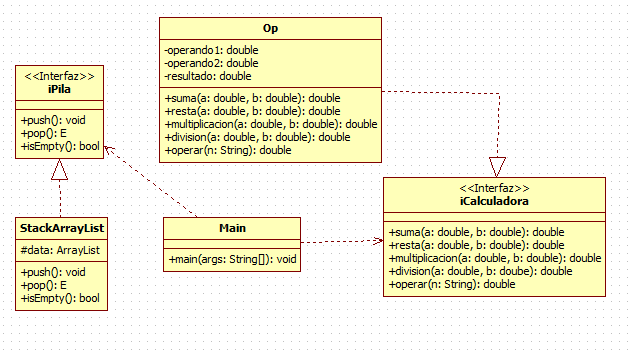 Op
-operando1: double
-operando2: double
-resultado: double
+suma(a: double, b: double): double
+resta(a: double, b: double): double
+multiplicacion(a: double, b: double): double
+division(a: double, b: double): double
+operar(n: String): double
<<Interfaz>>
iPila
+push(): void
+pop(): E
+isEmpty(): bool
StackArrayList
#data: ArrayList
+push(): void
+pop(): E
+isEmpty(): bool
Main
+main(args: String[]): void
<<Interfaz>>
iCalculadora
+suma(a: double, b: double): double
+resta(a: double, b: double): double
+multiplicacion(a: double, b: double): double
+division(a: double, b: doube): double
+operar(n: String): double